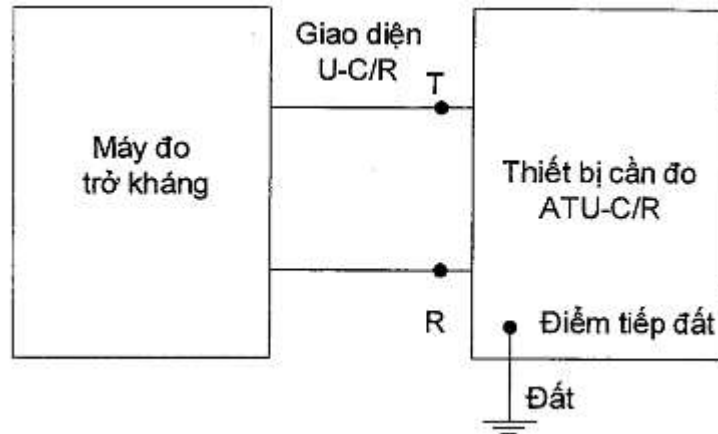 Giao diện
U-C/R
T
Máy đo
trở kháng
Thiết bị cần đo
ATU-C/R
R
Điểm tiếp đất
Đất